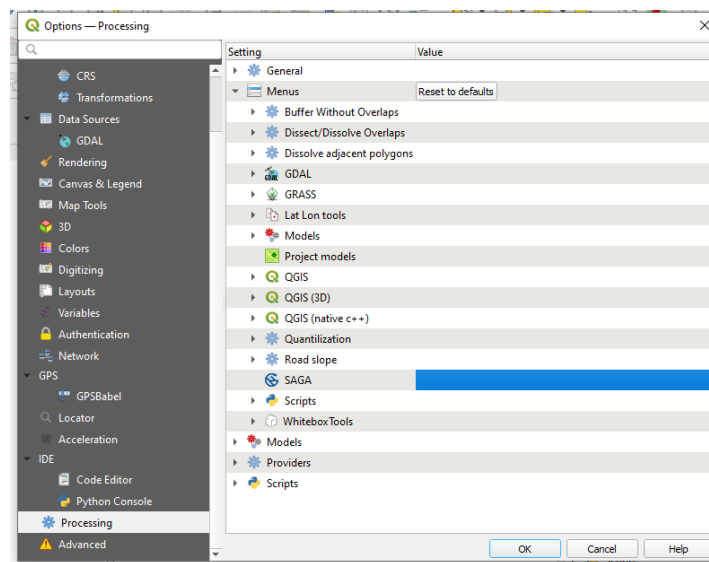 Options — Processing
CRS
Transformations
Data Sources
GDAL
Rendering
Canvas & Legend
Map Tools
3D
Colors
Digitizing
Layouts
Variables
Authentication
Network
GPS
GPSBabel
Locator
Acceleration
IDE
Code Editor
Python Console
Processing
Advanced
Setting Value
General
Menus Reset to defaults
Buffer Without Overlaps
Dissect/Dissolve Overlaps
Dissolve adjacent polygons
GDAL
GRASS
Lat Lon tools
Models
Project models
QGIS
QGIS (3D)
QGIS (native c++)
Quantilization
Road slope
SAGA
Scripts
WhiteboxTools
Models
Providers
Scripts
OK Cancel Help